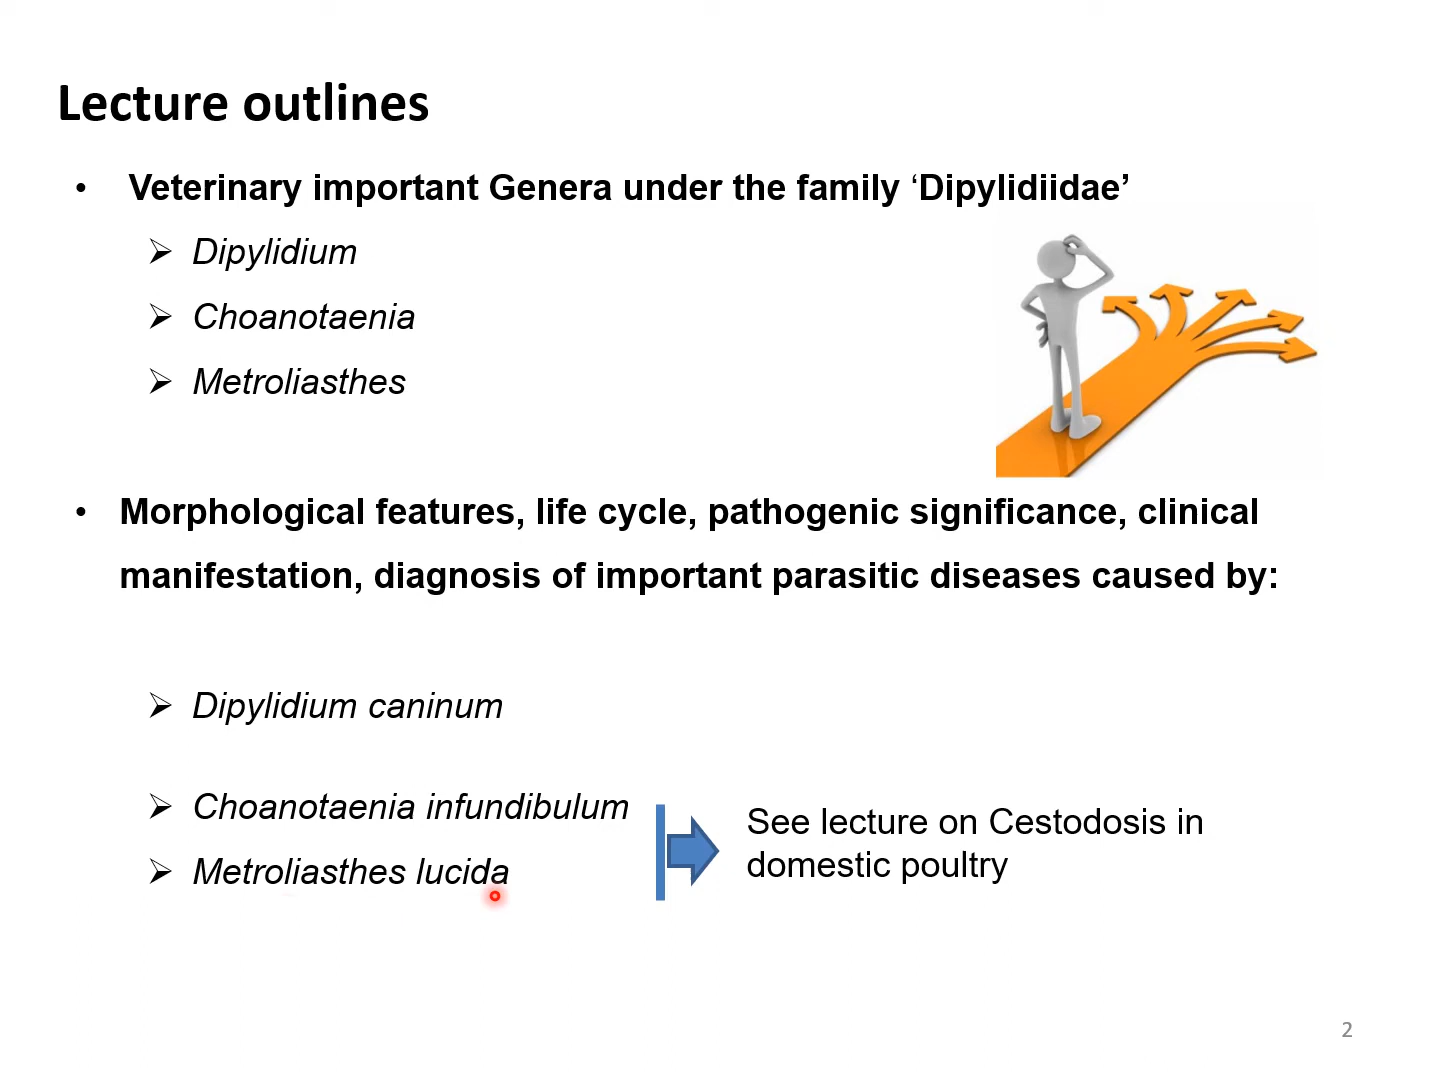 Lecture outlines
• Veterinary important Genera under the family ‘Dipylidiidae’
➢ Dipylidium
➢ Choanotaenia
➢ Metroliasthes
• Morphological features, life cycle, pathogenic significance, clinical
manifestation, diagnosis of important parasitic diseases caused by:
➢ Dipylidium caninum
➢ Choanotaenia infundibulum
➢ Metroliasthes lucida
See lecture on Cestodosis in
domestic poultry
2